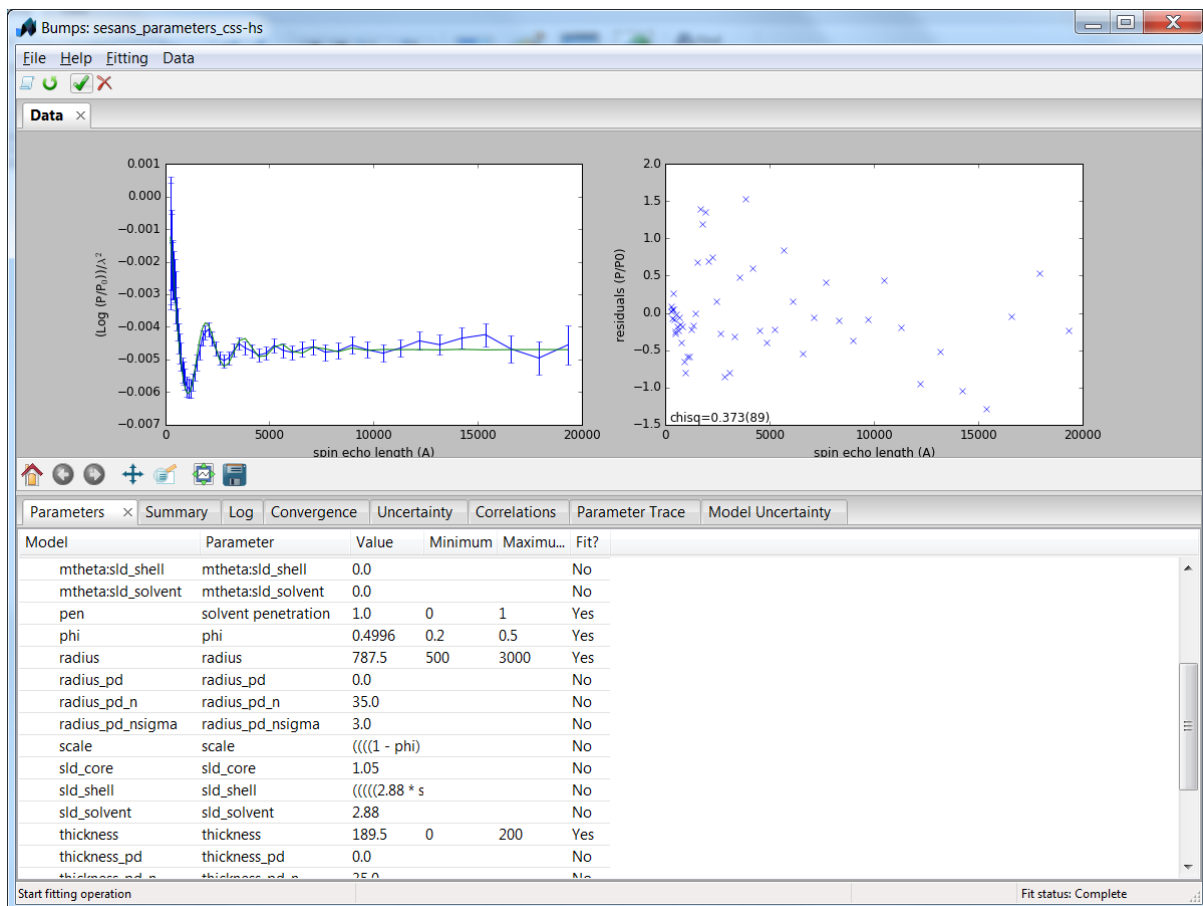 Bumps: sesans_parameters_css-hs
File Help Fitting Data
Data ×
0.001
0.000
−0.001
−0.002
−0.003
−0.004
−0.005
−0.006
−0.007
(Log (P/P₀))/λ²
0 5000 10000 15000 20000
spin echo length (A)
2.0
1.5
1.0
0.5
0.0
−0.5
−1.0
−1.5
residuals (P/P0)
chisq=0.373(89)
0 5000 10000 15000 20000
spin echo length (A)
Parameters × Summary Log Convergence Uncertainty Correlations Parameter Trace Model Uncertainty
Model Parameter Value Minimum Maximu... Fit?
mtheta:sld_shell mtheta:sld_shell 0.0 No
mtheta:sld_solvent mtheta:sld_solvent 0.0 No
pen solvent penetration 1.0 0 1 Yes
phi phi 0.4996 0.2 0.5 Yes
radius radius 787.5 500 3000 Yes
radius_pd radius_pd 0.0 No
radius_pd_n radius_pd_n 35.0 No
radius_pd_nsigma radius_pd_nsigma 3.0 No
scale scale ((((1 - phi) No
sld_core sld_core 1.05 No
sld_shell sld_shell (((((2.88 * s No
sld_solvent sld_solvent 2.88 No
thickness thickness 189.5 0 200 Yes
thickness_pd thickness_pd 0.0 No
thickness_pd_n thickness_pd_n 25.0 No
Start fitting operation Fit status: Complete